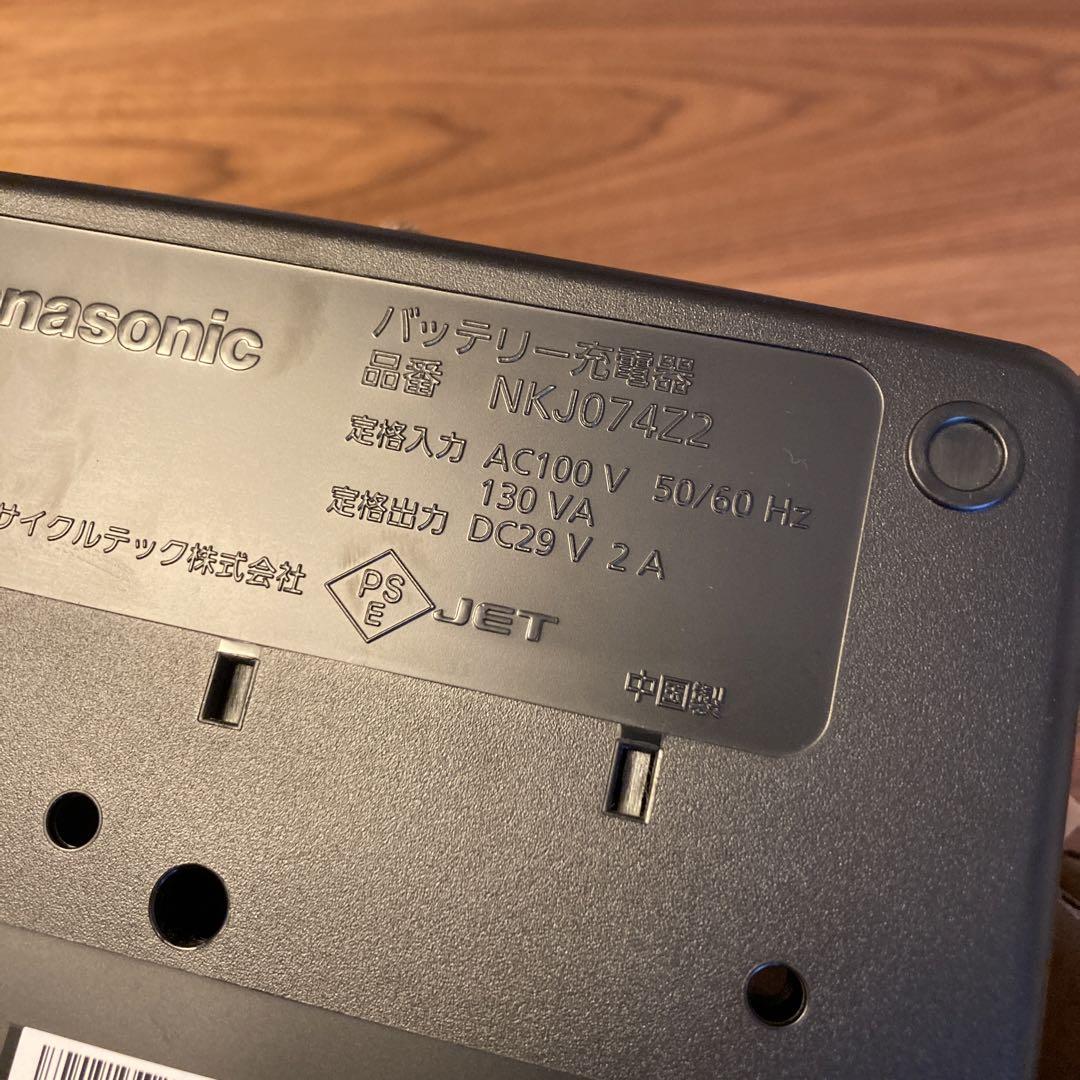 anasonic
バッテリー充電器
品番 NKJ074Z2
定格入力 AC100 V 50/60 Hz
130 VA
定格出力 DC29 V 2 A
サイクルテック株式会社
PS
E
JET
中国製